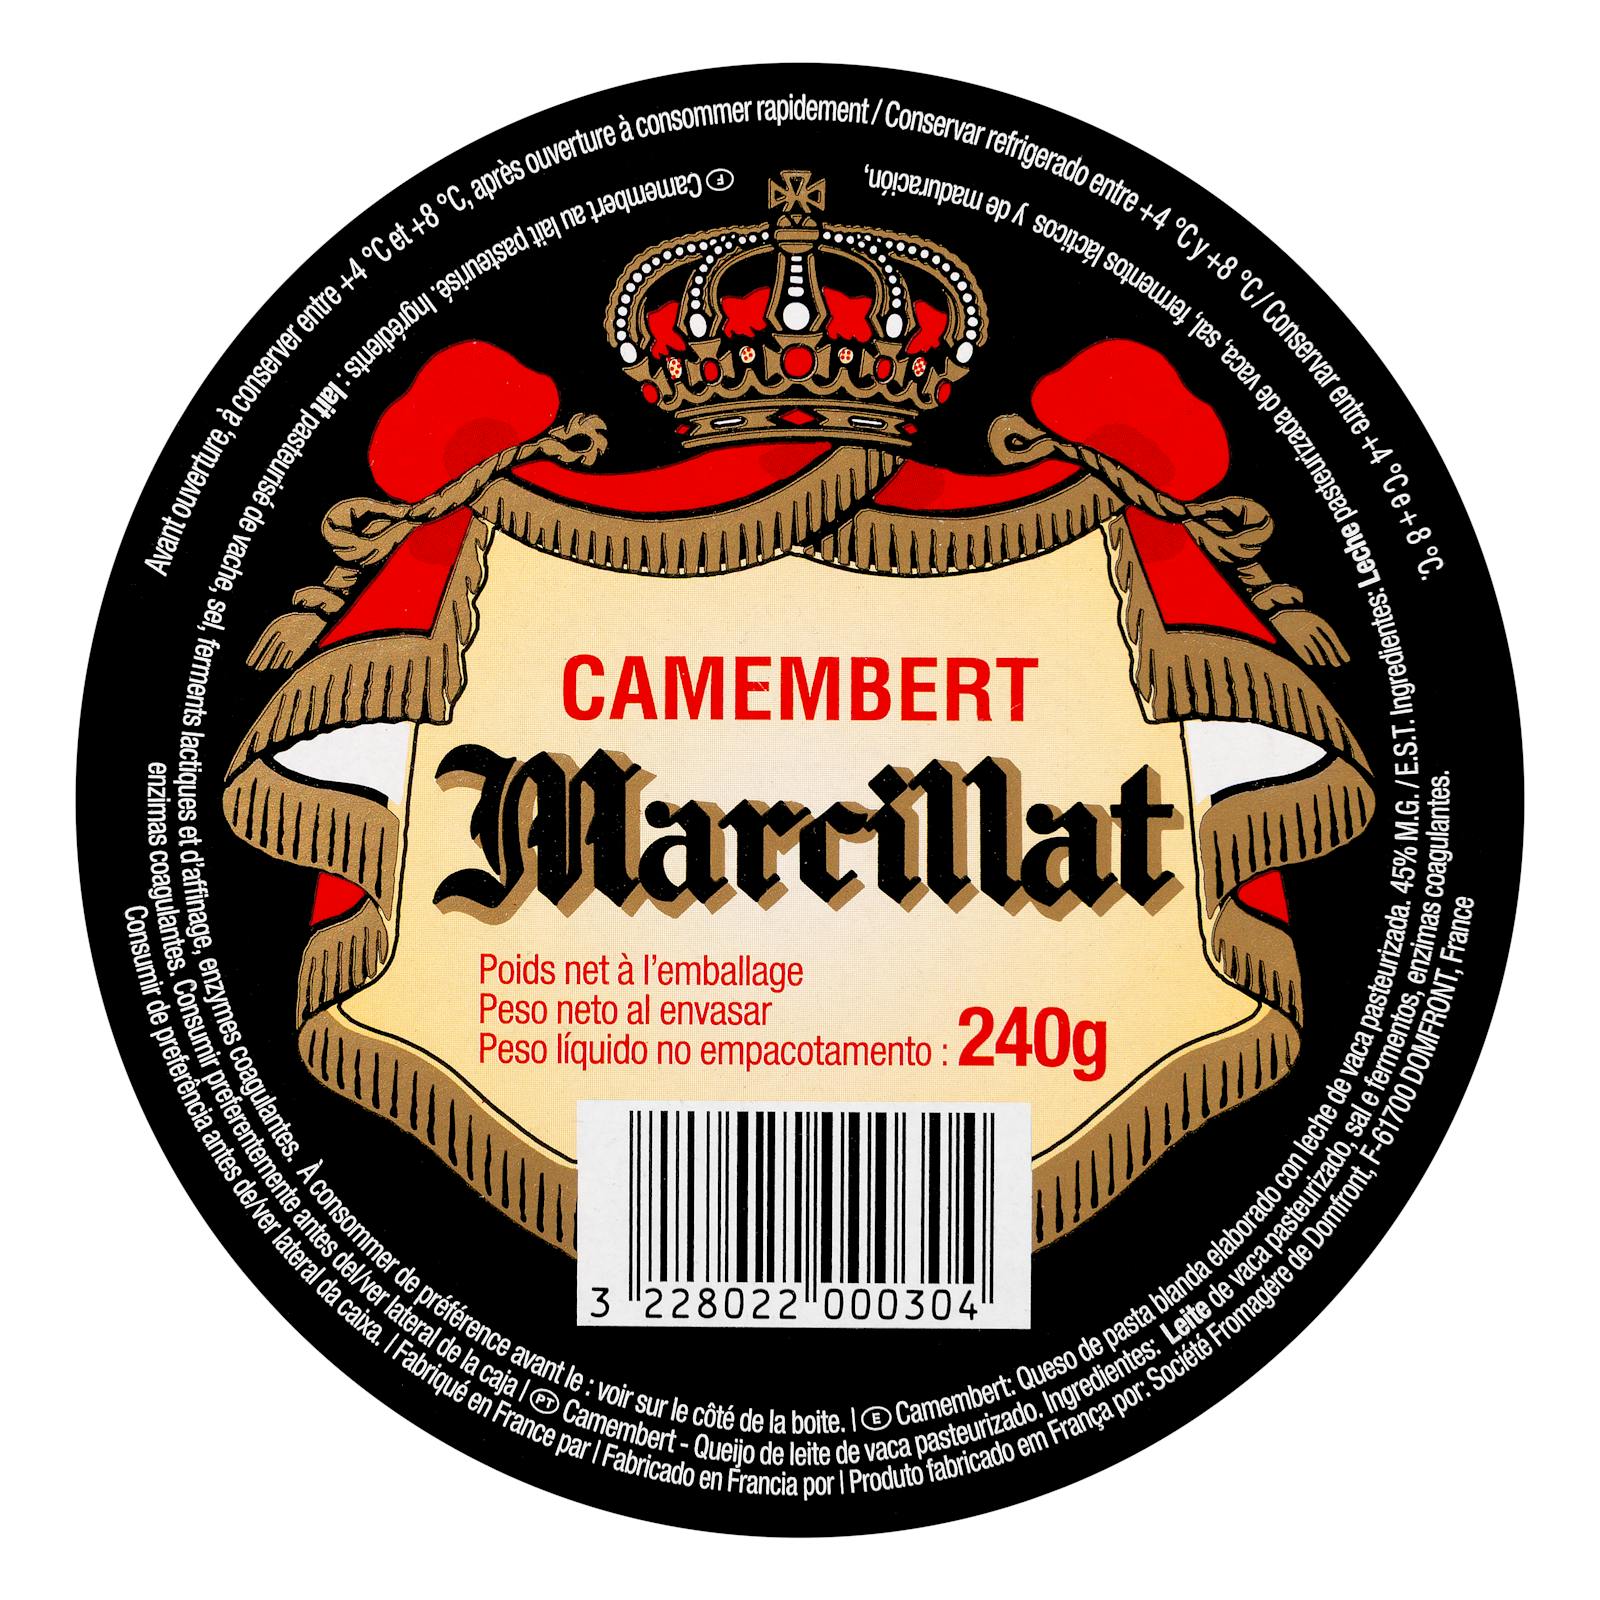 Avant ouverture, à conserver entre +4 °C et +8 °C, après ouverture à consommer rapidement / Conservar refrigerado entre +4 °C y +8 °C / Conservar entre +4 °C e + 8 °C.
F Camembert au lait pasteurisé. Ingrédients : lait pasteurisé de vache, sel, ferments lactiques et d'affinage, enzymes coagulantes. À consommer de préférence avant le : voir sur le côté de la boite. | E Camembert: Queso de pasta blanda elaborado con leche de vaca pasteurizada. 45% M.G. / E.S.T. Ingredientes: Leche pasteurizada de vaca, sal, fermentos lácticos y de maduración,
enzimas coagulantes. Consumir preferentemente antes del/ver lateral de la caja | PT Camembert - Queijo de leite de vaca pasteurizado. Ingredientes: Leite de vaca pasteurizado, sal e fermentos, enzimas coagulantes.
Consumir de preferência antes de/ver lateral da caixa. | Fabriqué en France par | Fabricado en Francia por | Produto fabricado em França por: Société Fromagére de Domfront, F-61700 DOMFRONT, France
CAMEMBERT
Marcillat
Poids net à l'emballage
Peso neto al envasar
Peso líquido no empacotamento : 240g
3 228022 000304